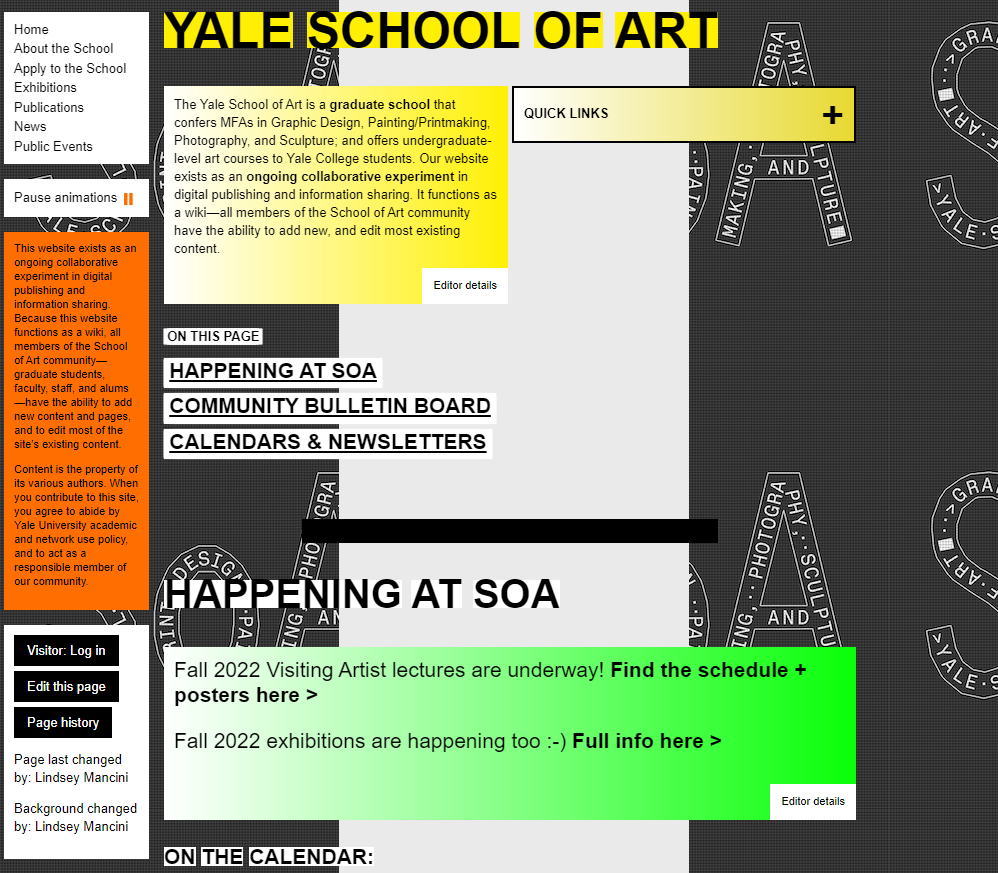 Home
About the School
Apply to the School
Exhibitions
Publications
News
Public Events
Pause animations
This website exists as an
ongoing collaborative
experiment in digital
publishing and
information sharing.
Because this website
functions as a wiki, all
members of the School
of Art community—
graduate students,
faculty, staff, and alums
—have the ability to add
new content and pages,
and to edit most of the
site's existing content.
Content is the property of
its various authors. When
you contribute to this site,
you agree to abide by
Yale University academic
and network use policy,
and to act as a
responsible member of
our community.
Visitor: Log in
Edit this page
Page history
Page last changed
by: Lindsey Mancini
Background changed
by: Lindsey Mancini
YALE SCHOOL OF ART
The Yale School of Art is a graduate school that
confers MFAs in Graphic Design, Painting/Printmaking,
Photography, and Sculpture; and offers undergraduate-
level art courses to Yale College students. Our website
exists as an ongoing collaborative experiment in
digital publishing and information sharing. It functions as
a wiki—all members of the School of Art community
have the ability to add new, and edit most existing
content.
Editor details
QUICK LINKS +
ON THIS PAGE
HAPPENING AT SOA
COMMUNITY BULLETIN BOARD
CALENDARS & NEWSLETTERS
HAPPENING AT SOA
Fall 2022 Visiting Artist lectures are underway! Find the schedule +
posters here >
Fall 2022 exhibitions are happening too :-) Full info here >
Editor details
ON THE CALENDAR:
MAKING,
AND
SCULPTURE
PHOTOGRAPHY,
AND